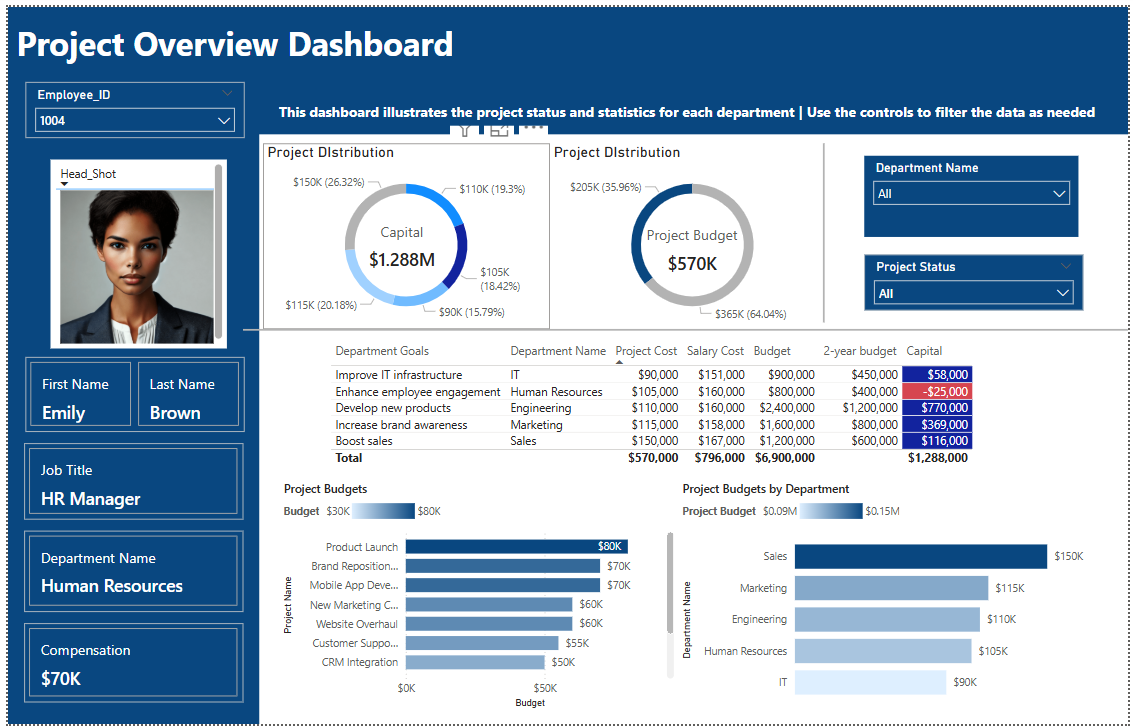 Project Overview Dashboard
Employee_ID
1004
This dashboard illustrates the project status and statistics for each department | Use the controls to filter the data as needed
Head_Shot
First Name
Emily
Last Name
Brown
Job Title
HR Manager
Department Name
Human Resources
Compensation
$70K
Project DIstribution
$150K (26.32%)
$110K (19.3%)
Capital
$1.288M
$105K
(18.42%)
$115K (20.18%)
$90K (15.79%)
Project DIstribution
$205K (35.96%)
Project Budget
$570K
$365K (64.04%)
Department Name
All
Project Status
All
Department Goals Department Name Project Cost Salary Cost Budget 2-year budget Capital
Improve IT infrastructure IT $90,000 $151,000 $900,000 $450,000 $58,000
Enhance employee engagement Human Resources $105,000 $160,000 $800,000 $400,000 -$25,000
Develop new products Engineering $110,000 $160,000 $2,400,000 $1,200,000 $770,000
Increase brand awareness Marketing $115,000 $158,000 $1,600,000 $800,000 $369,000
Boost sales Sales $150,000 $167,000 $1,200,000 $600,000 $116,000
Total $570,000 $796,000 $6,900,000 $1,288,000
Project Budgets
Budget $30K $80K
Project Name
Product Launch $80K
Brand Reposition... $70K
Mobile App Deve... $70K
New Marketing C... $60K
Website Overhaul $60K
Customer Suppo... $55K
CRM Integration $50K
$0K $50K
Budget
Project Budgets by Department
Project Budget $0.09M $0.15M
Department Name
Sales $150K
Marketing $115K
Engineering $110K
Human Resources $105K
IT $90K